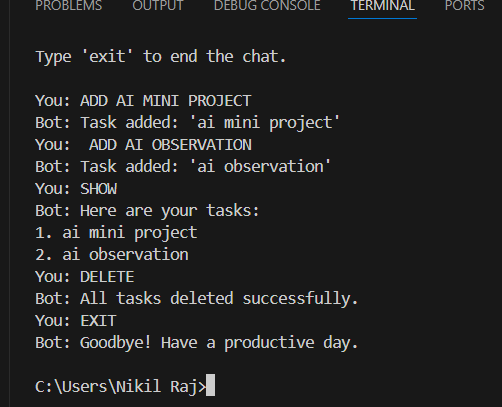 PROBLEMS OUTPUT DEBUG CONSOLE TERMINAL PORTS
Type 'exit' to end the chat.
You: ADD AI MINI PROJECT
Bot: Task added: 'ai mini project'
You:  ADD AI OBSERVATION
Bot: Task added: 'ai observation'
You: SHOW
Bot: Here are your tasks:
1. ai mini project
2. ai observation
You: DELETE
Bot: All tasks deleted successfully.
You: EXIT
Bot: Goodbye! Have a productive day.
C:\Users\Nikil Raj>